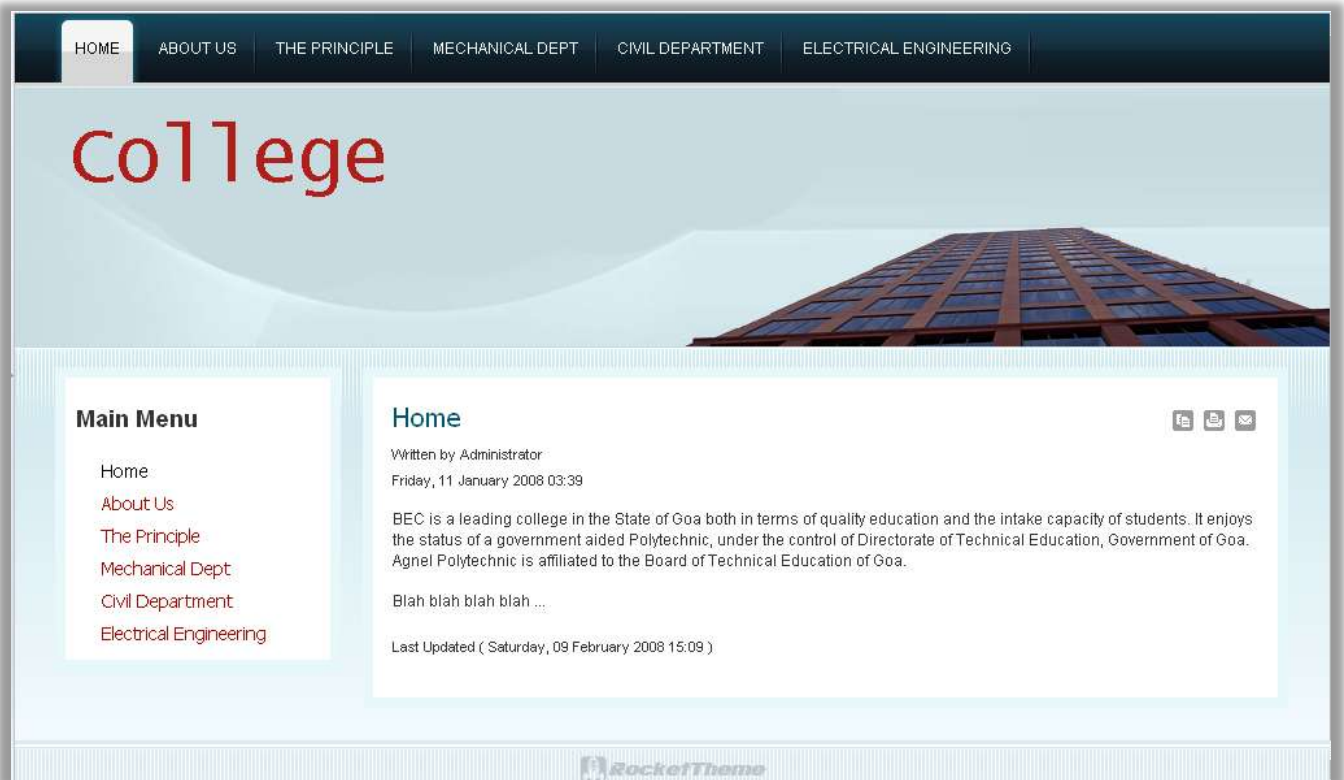 HOME ABOUT US THE PRINCIPLE MECHANICAL DEPT CIVIL DEPARTMENT ELECTRICAL ENGINEERING
College
Main Menu
Home
About Us
The Principle
Mechanical Dept
Civil Department
Electrical Engineering
Home
Written by Administrator
Friday, 11 January 2008 03:39
BEC is a leading college in the State of Goa both in terms of quality education and the intake capacity of students. It enjoys
the status of a government aided Polytechnic, under the control of Directorate of Technical Education, Government of Goa.
Agnel Polytechnic is affiliated to the Board of Technical Education of Goa.
Blah blah blah blah ...
Last Updated ( Saturday, 09 February 2008 15:09 )
RocketTheme